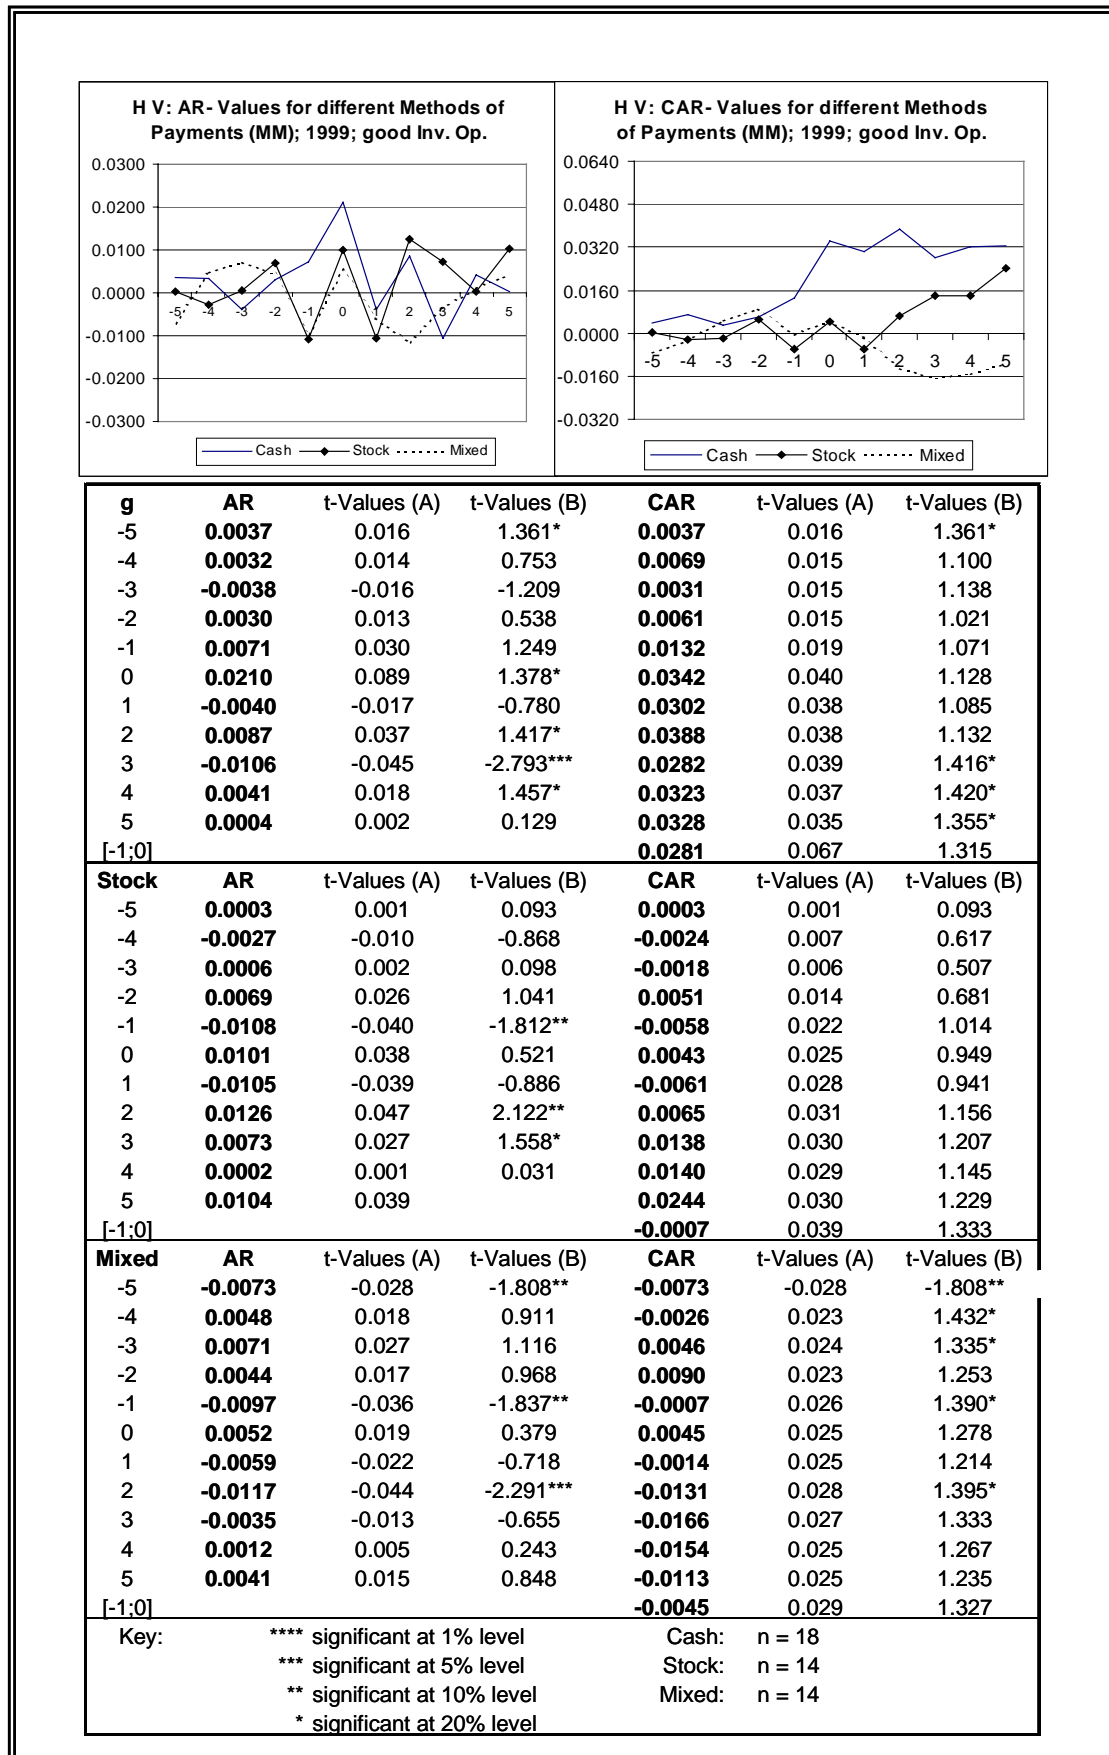 H V: AR- Values for different Methods of
Payments (MM); 1999; good Inv. Op.
0.0300
0.0200
0.0100
0.0000
-0.0100
-0.0200
-0.0300
-5 -4 -3 -2 -1 0 1 2 3 4 5
Cash Stock Mixed
H V: CAR- Values for different Methods
of Payments (MM); 1999; good Inv. Op.
0.0640
0.0480
0.0320
0.0160
0.0000
-0.0160
-0.0320
-5 -4 -3 -2 -1 0 1 2 3 4 5
Cash Stock Mixed
g AR t-Values (A) t-Values (B) CAR t-Values (A) t-Values (B)
-5 0.0037 0.016 1.361* 0.0037 0.016 1.361*
-4 0.0032 0.014 0.753 0.0069 0.015 1.100
-3 -0.0038 -0.016 -1.209 0.0031 0.015 1.138
-2 0.0030 0.013 0.538 0.0061 0.015 1.021
-1 0.0071 0.030 1.249 0.0132 0.019 1.071
0 0.0210 0.089 1.378* 0.0342 0.040 1.128
1 -0.0040 -0.017 -0.780 0.0302 0.038 1.085
2 0.0087 0.037 1.417* 0.0388 0.038 1.132
3 -0.0106 -0.045 -2.793*** 0.0282 0.039 1.416*
4 0.0041 0.018 1.457* 0.0323 0.037 1.420*
5 0.0004 0.002 0.129 0.0328 0.035 1.355*
[-1;0] 0.0281 0.067 1.315
Stock AR t-Values (A) t-Values (B) CAR t-Values (A) t-Values (B)
-5 0.0003 0.001 0.093 0.0003 0.001 0.093
-4 -0.0027 -0.010 -0.868 -0.0024 0.007 0.617
-3 0.0006 0.002 0.098 -0.0018 0.006 0.507
-2 0.0069 0.026 1.041 0.0051 0.014 0.681
-1 -0.0108 -0.040 -1.812** -0.0058 0.022 1.014
0 0.0101 0.038 0.521 0.0043 0.025 0.949
1 -0.0105 -0.039 -0.886 -0.0061 0.028 0.941
2 0.0126 0.047 2.122** 0.0065 0.031 1.156
3 0.0073 0.027 1.558* 0.0138 0.030 1.207
4 0.0002 0.001 0.031 0.0140 0.029 1.145
5 0.0104 0.039 0.0244 0.030 1.229
[-1;0] -0.0007 0.039 1.333
Mixed AR t-Values (A) t-Values (B) CAR t-Values (A) t-Values (B)
-5 -0.0073 -0.028 -1.808** -0.0073 -0.028 -1.808**
-4 0.0048 0.018 0.911 -0.0026 0.023 1.432*
-3 0.0071 0.027 1.116 0.0046 0.024 1.335*
-2 0.0044 0.017 0.968 0.0090 0.023 1.253
-1 -0.0097 -0.036 -1.837** -0.0007 0.026 1.390*
0 0.0052 0.019 0.379 0.0045 0.025 1.278
1 -0.0059 -0.022 -0.718 -0.0014 0.025 1.214
2 -0.0117 -0.044 -2.291*** -0.0131 0.028 1.395*
3 -0.0035 -0.013 -0.655 -0.0166 0.027 1.333
4 0.0012 0.005 0.243 -0.0154 0.025 1.267
5 0.0041 0.015 0.848 -0.0113 0.025 1.235
[-1;0] -0.0045 0.029 1.327
Key: **** significant at 1% level Cash: n = 18
*** significant at 5% level Stock: n = 14
** significant at 10% level Mixed: n = 14
* significant at 20% level